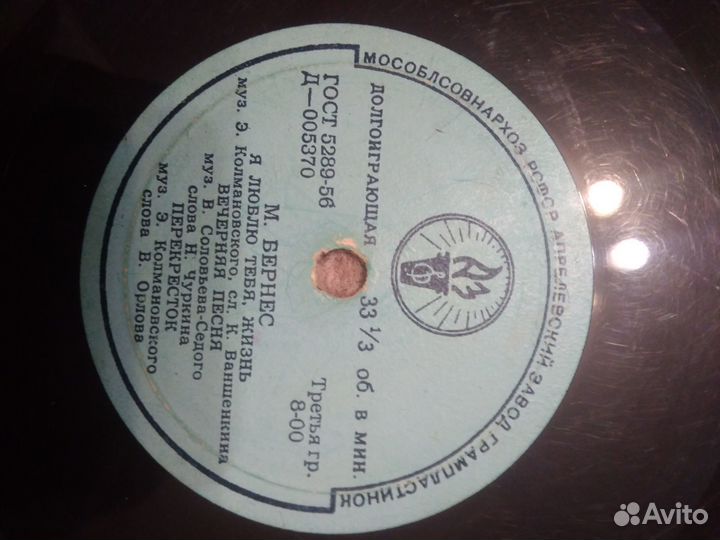 МОСОБЛСОВНАРХОЗ РСФСР АПРЕЛЕВСКИЙ ЗАВОД ГРАМПЛАСТИНОК
ДОЛГОИГРАЮЩАЯ 33 1/3 об. в мин.
ГОСТ 5289-56 Третья гр.
Д—005370 8-00
М. БЕРНЕС
Я ЛЮБЛЮ ТЕБЯ, ЖИЗНЬ
муз. Э. Колмановского, сл. К. Ваншенкина
ВЕЧЕРНЯЯ ПЕСНЯ
муз. В. Соловьева-Седого
слова Н. Чуркина
ПЕРЕКРЕСТОК
муз. Э. Колмановского
слова В. Орлова
Avito